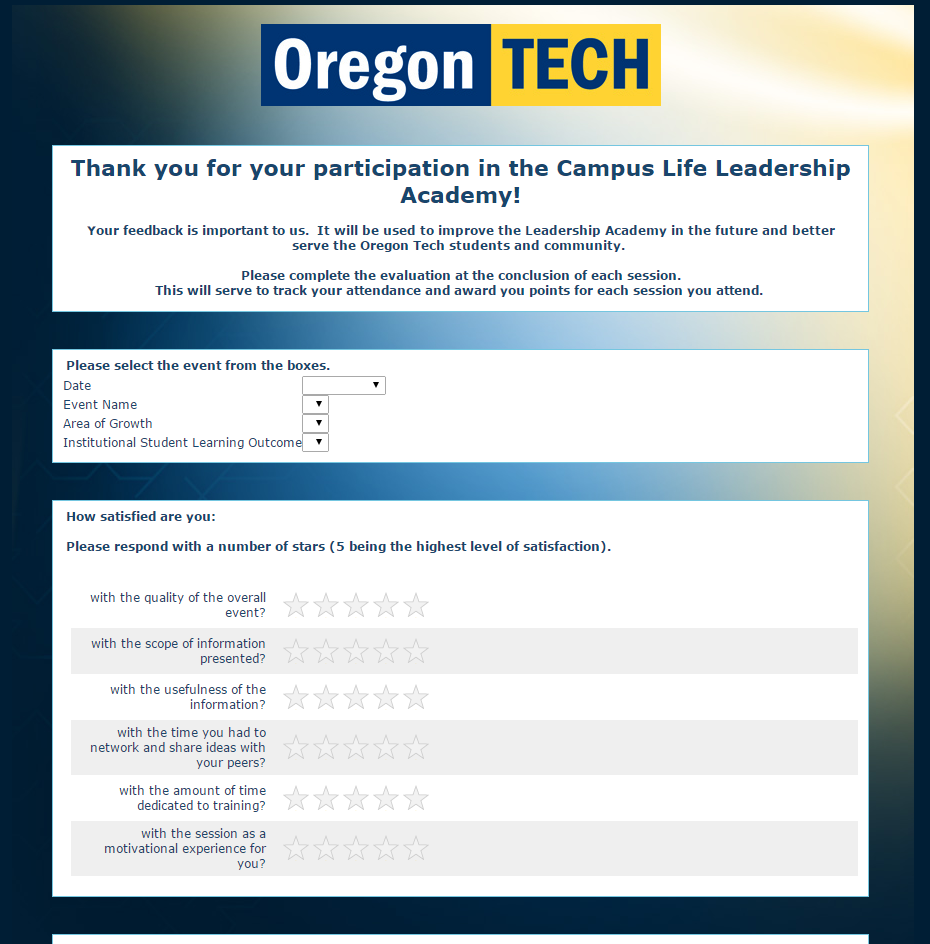 Oregon TECH
Thank you for your participation in the Campus Life Leadership
Academy!
Your feedback is important to us.  It will be used to improve the Leadership Academy in the future and better
serve the Oregon Tech students and community.
Please complete the evaluation at the conclusion of each session.
This will serve to track your attendance and award you points for each session you attend.
Please select the event from the boxes.
Date
Event Name
Area of Growth
Institutional Student Learning Outcome
How satisfied are you:
Please respond with a number of stars (5 being the highest level of satisfaction).
with the quality of the overall
event?
with the scope of information
presented?
with the usefulness of the
information?
with the time you had to
network and share ideas with
your peers?
with the amount of time
dedicated to training?
with the session as a
motivational experience for
you?